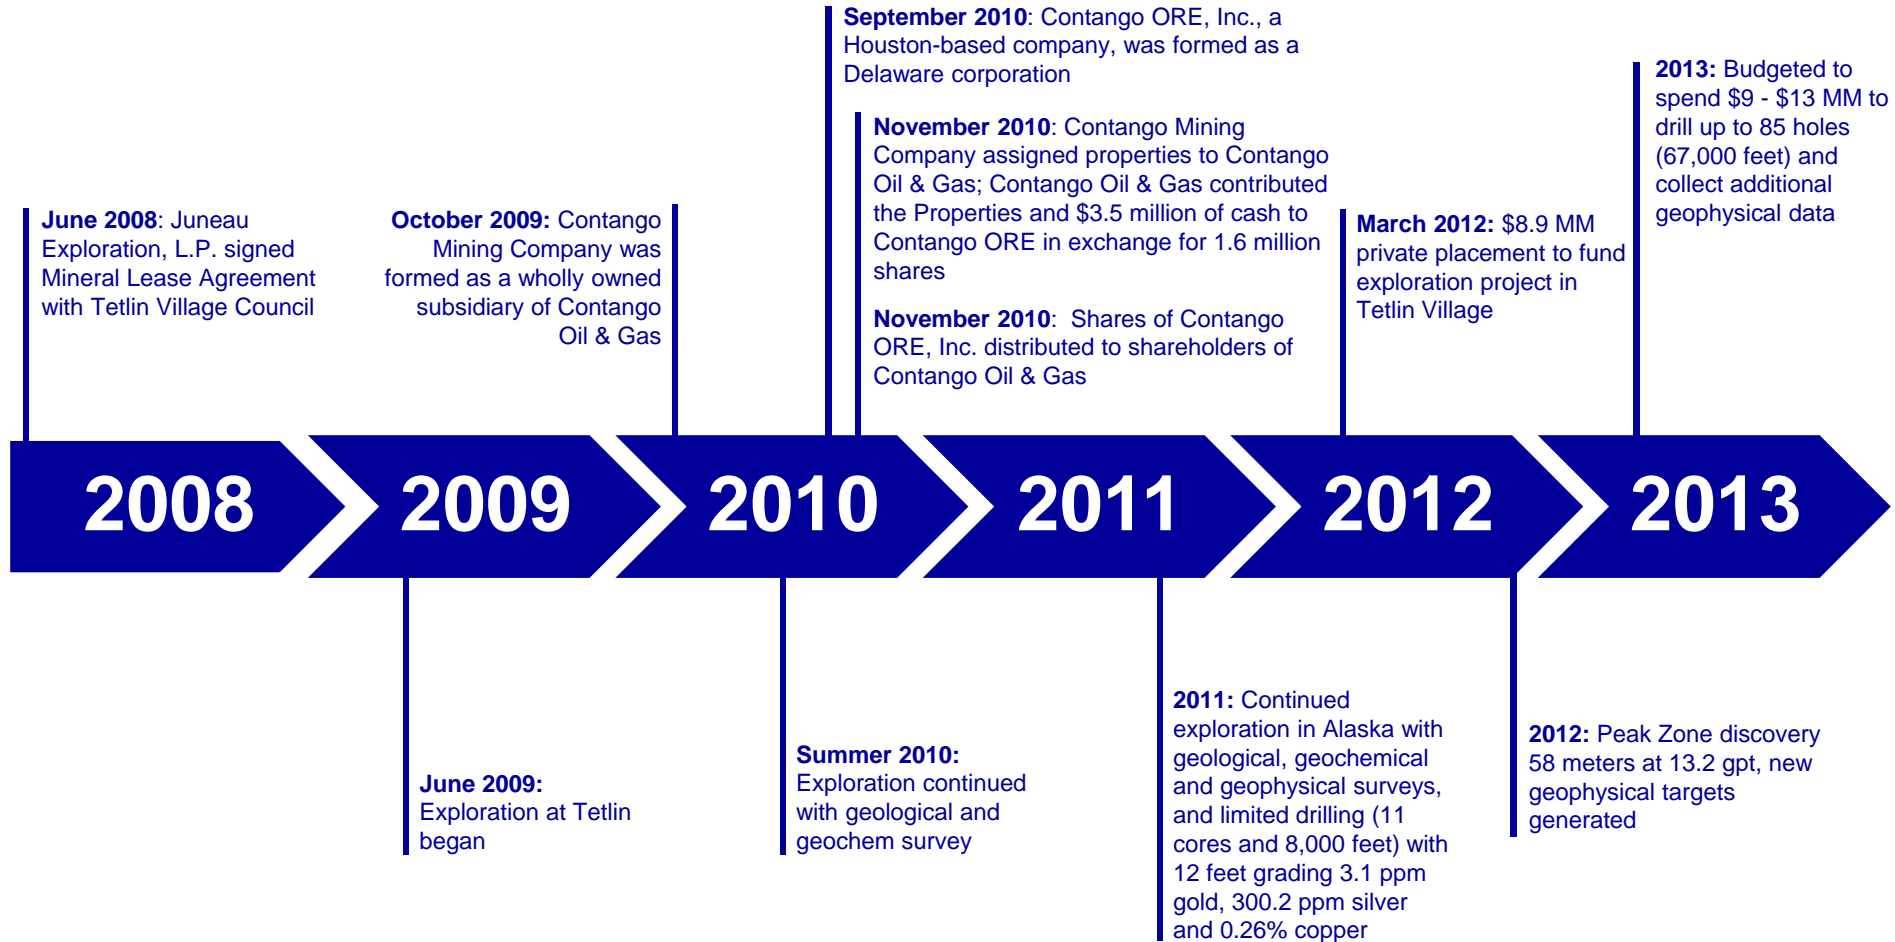 September 2010: Contango ORE, Inc., a
Houston-based company, was formed as a
Delaware corporation
November 2010: Contango Mining
Company assigned properties to Contango
Oil & Gas; Contango Oil & Gas contributed
the Properties and $3.5 million of cash to
Contango ORE in exchange for 1.6 million
shares
November 2010:  Shares of Contango
ORE, Inc. distributed to shareholders of
Contango Oil & Gas
2013: Budgeted to
spend $9 - $13 MM to
drill up to 85 holes
(67,000 feet) and
collect additional
geophysical data
June 2008: Juneau
Exploration, L.P. signed
Mineral Lease Agreement
with Tetlin Village Council
October 2009: Contango
Mining Company was
formed as a wholly owned
subsidiary of Contango
Oil & Gas
March 2012: $8.9 MM
private placement to fund
exploration project in
Tetlin Village
2008
2009
2010
2011
2012
2013
June 2009:
Exploration at Tetlin
began
Summer 2010:
Exploration continued
with geological and
geochem survey
2011: Continued
exploration in Alaska with
geological, geochemical
and geophysical surveys,
and limited drilling (11
cores and 8,000 feet) with
12 feet grading 3.1 ppm
gold, 300.2 ppm silver
and 0.26% copper
2012: Peak Zone discovery
58 meters at 13.2 gpt, new
geophysical targets
generated